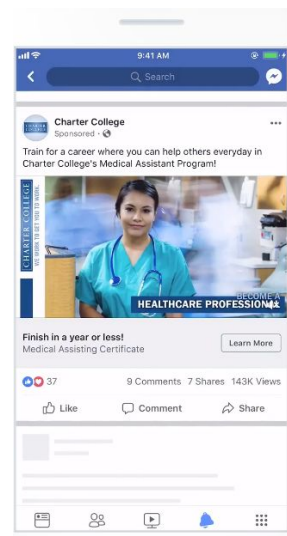 9:41 AM
Search
Charter College
Sponsored ·
Train for a career where you can help others everyday in
Charter College's Medical Assistant Program!
CHARTER COLLEGE
WE WORK TO GET YOU TO WORK.
BECOME A
HEALTHCARE PROFESSIONAL
Finish in a year or less!
Medical Assisting Certificate
Learn More
37
9 Comments 7 Shares 143K Views
Like
Comment
Share